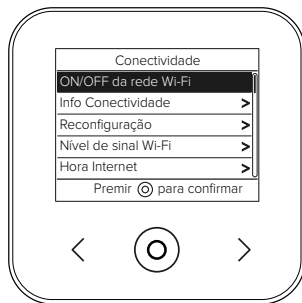 Conectividade
ON/OFF da rede Wi-Fi
Info Conectividade >
Reconfiguração >
Nível de sinal Wi-Fi >
Hora Internet >
Premir para confirmar